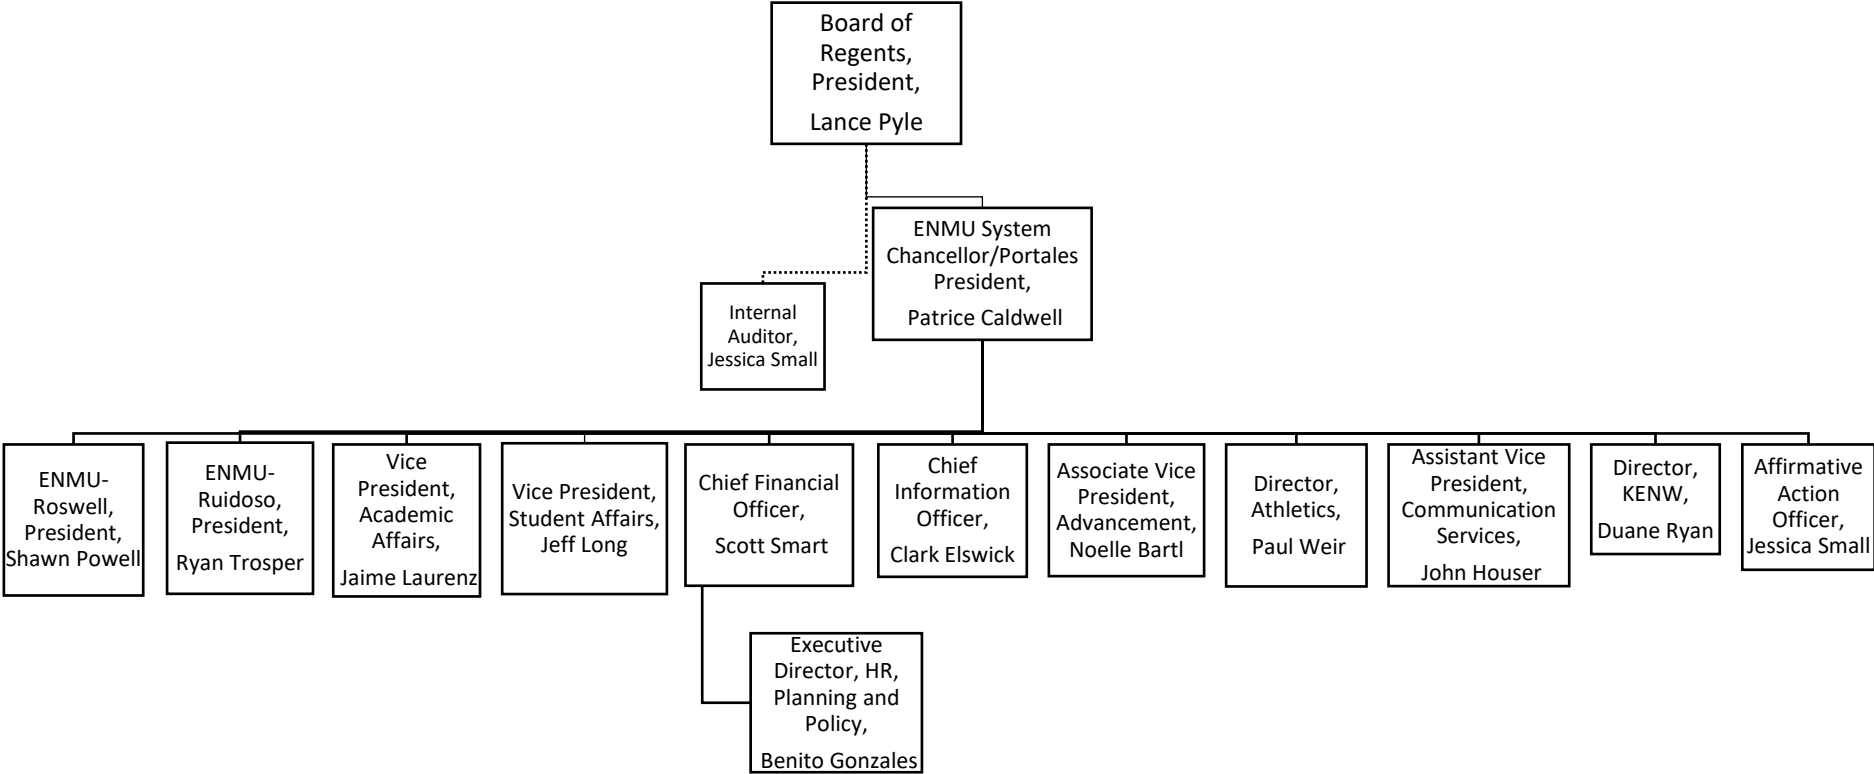 Board of
Regents,
President,
Lance Pyle
ENMU System
Chancellor/Portales
President,
Patrice Caldwell
Internal
Auditor,
Jessica Small
ENMU-
Roswell,
President,
Shawn Powell
ENMU-
Ruidoso,
President,
Ryan Trosper
Vice
President,
Academic
Affairs,
Jaime Laurenz
Vice President,
Student Affairs,
Jeff Long
Chief Financial
Officer,
Scott Smart
Chief
Information
Officer,
Clark Elswick
Associate Vice
President,
Advancement,
Noelle Bartl
Director,
Athletics,
Paul Weir
Assistant Vice
President,
Communication
Services,
John Houser
Director,
KENW,
Duane Ryan
Affirmative
Action
Officer,
Jessica Small
Executive
Director, HR,
Planning and
Policy,
Benito Gonzales